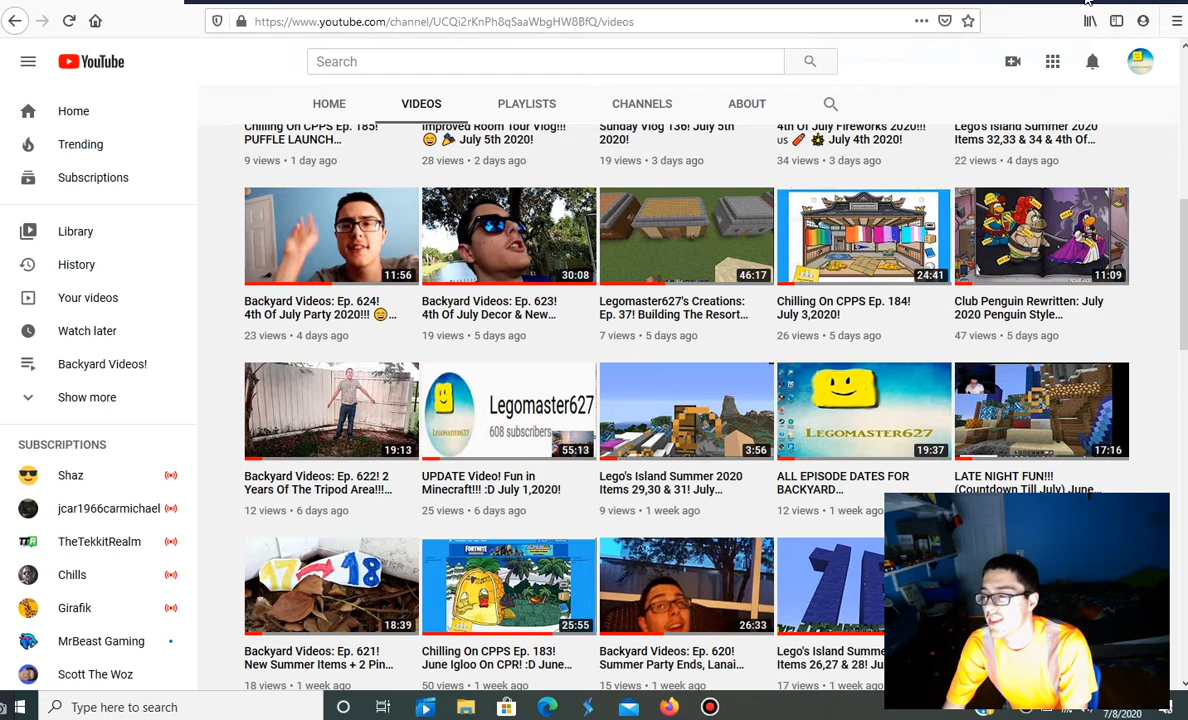 https://www.youtube.com/channel/UCQi2rKnPh8qSaaWbgHW8BfQ/videos
YouTube
Search
HOME VIDEOS PLAYLISTS CHANNELS ABOUT
Home
Trending
Subscriptions
Library
History
Your videos
Watch later
Backyard Videos!
Show more
SUBSCRIPTIONS
Shaz
jcar1966carmichael
TheTekkitRealm
Chills
Girafik
MrBeast Gaming
Scott The Woz
Chilling On CPPS Ep. 185!
PUFFLE LAUNCH...
9 views • 1 day ago
Improved Room Tour Vlog!!!
😄 🎉 July 5th 2020!
28 views • 2 days ago
Sunday Vlog 136! July 5th
2020!
19 views • 3 days ago
4th Of July Fireworks 2020!!!
US 🧨 💥 July 4th 2020!
34 views • 3 days ago
Lego's Island Summer 2020
Items 32,33 & 34 & 4th Of...
22 views • 4 days ago
11:56
Backyard Videos: Ep. 624!
4th Of July Party 2020!!! 😄...
23 views • 4 days ago
30:08
Backyard Videos: Ep. 623!
4th Of July Decor & New...
19 views • 5 days ago
46:17
Legomaster627's Creations:
Ep. 37! Building The Resort...
7 views • 5 days ago
24:41
Chilling On CPPS Ep. 184!
July 3,2020!
26 views • 5 days ago
11:09
Club Penguin Rewritten: July
2020 Penguin Style...
47 views • 5 days ago
19:13
Backyard Videos: Ep. 622! 2
Years Of The Tripod Area!!!...
12 views • 6 days ago
LEGOMASTER627
Legomaster627
608 subscribers
55:13
UPDATE Video! Fun in
Minecraft!!! :D July 1,2020!
25 views • 6 days ago
3:56
Lego's Island Summer 2020
Items 29,30 & 31! July...
9 views • 1 week ago
LEGOMASTER627
19:37
ALL EPISODE DATES FOR
BACKYARD...
12 views • 1 week ago
17:16
LATE NIGHT FUN!!!
(Countdown Till July) June...
17 18
18:39
Backyard Videos: Ep. 621!
New Summer Items + 2 Pin...
18 views • 1 week ago
FORTNITE
25:55
Chilling On CPPS Ep. 183!
June Igloo On CPR! :D June...
50 views • 1 week ago
26:33
Backyard Videos: Ep. 620!
Summer Party Ends, Lanai...
15 views • 1 week ago
Lego's Island Summe
Items 26,27 & 28! Ju
17 views • 1 week ago
Type here to search
7/8/2020